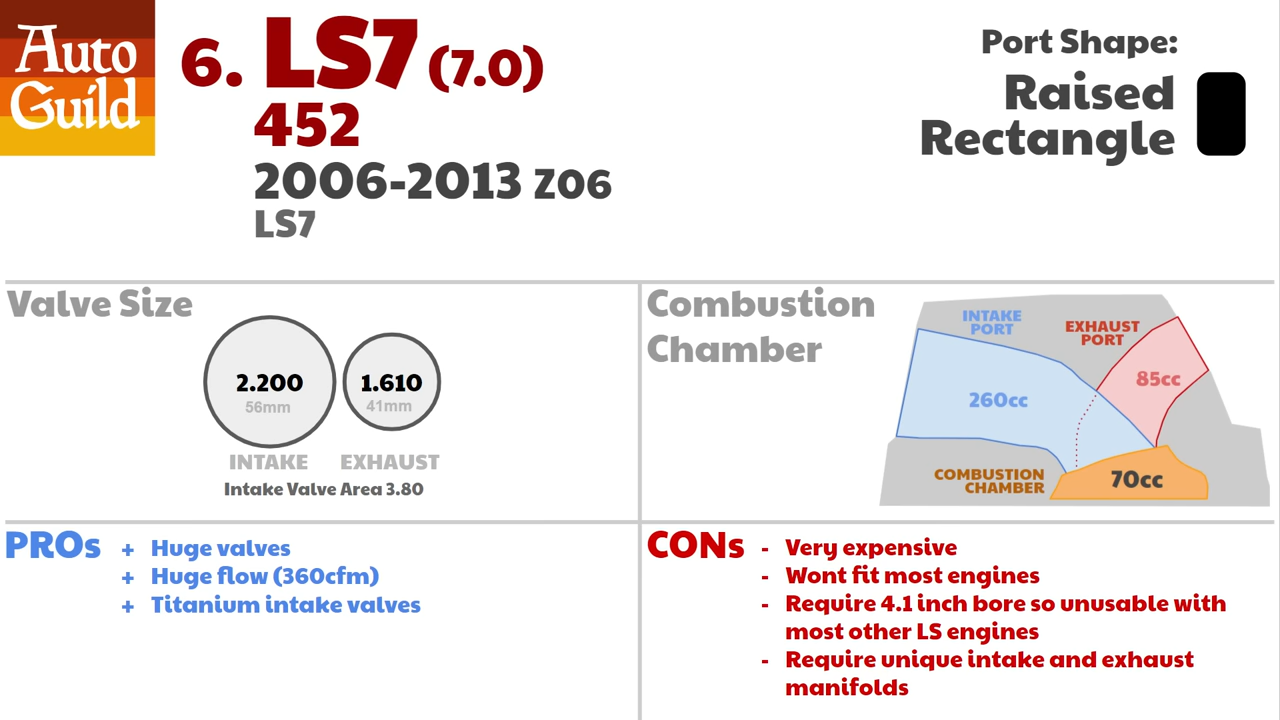 Auto
Guild
6. LS7 (7.0)
452
2006-2013 Z06
LS7
Port Shape:
Raised
Rectangle
Valve Size
2.200
56mm
1.610
41mm
INTAKE
EXHAUST
Intake Valve Area 3.80
Combustion
Chamber
INTAKE
PORT
EXHAUST
PORT
260cc
85cc
COMBUSTION
CHAMBER
70cc
PROs
+ Huge valves
+ Huge flow (360cfm)
+ Titanium intake valves
CONs
- Very expensive
- Wont fit most engines
- Require 4.1 inch bore so unusable with
most other LS engines
- Require unique intake and exhaust
manifolds